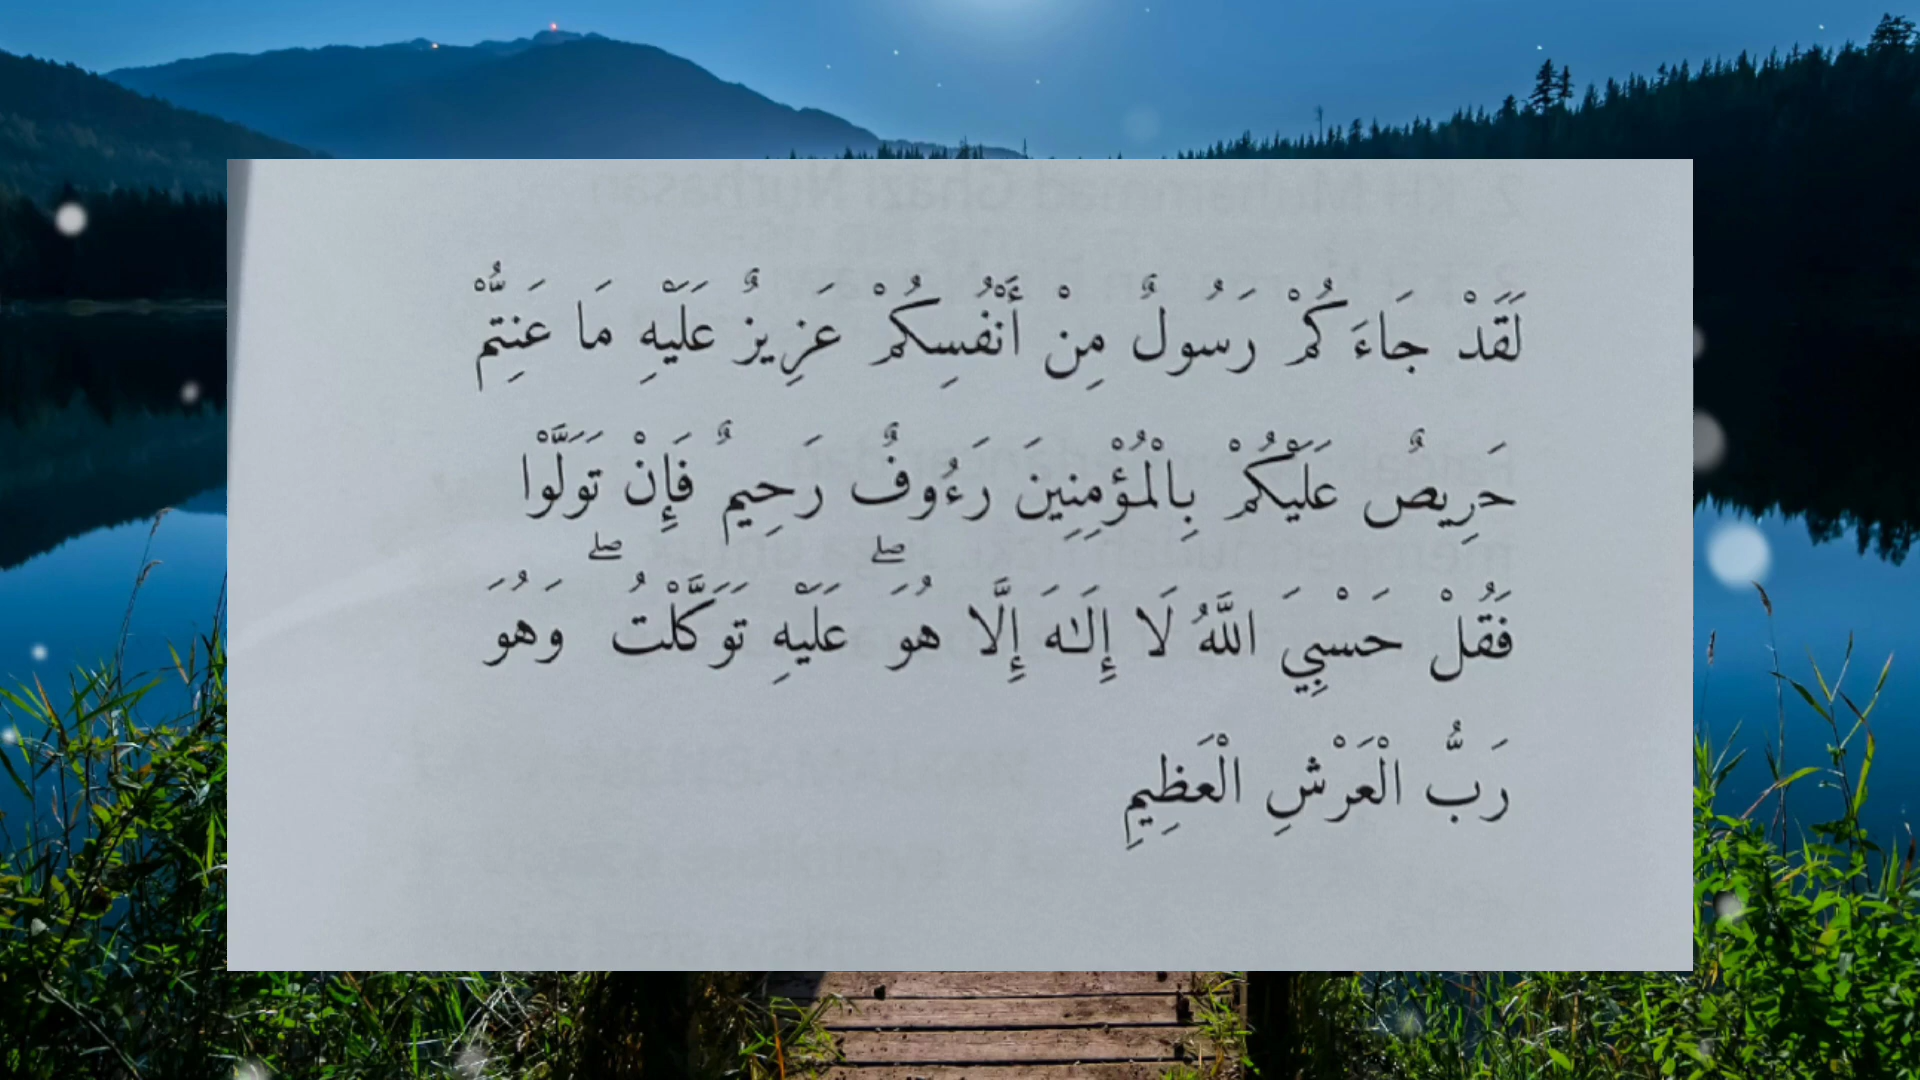 لَقَدْ جَاءَكُمْ رَسُولٌ مِنْ أَنْفُسِكُمْ عَزِيزٌ عَلَيْهِ مَا عَنِتُّمْ
حَرِيصٌ عَلَيْكُمْ بِالْمُؤْمِنِينَ رَءُوفٌ رَحِيمٌ فَإِنْ تَوَلَّوْا
فَقُلْ حَسْبِيَ اللَّهُ لَا إِلَٰهَ إِلَّا هُوَ ۖ عَلَيْهِ تَوَكَّلْتُ ۖ وَهُوَ
رَبُّ الْعَرْشِ الْعَظِيمِ